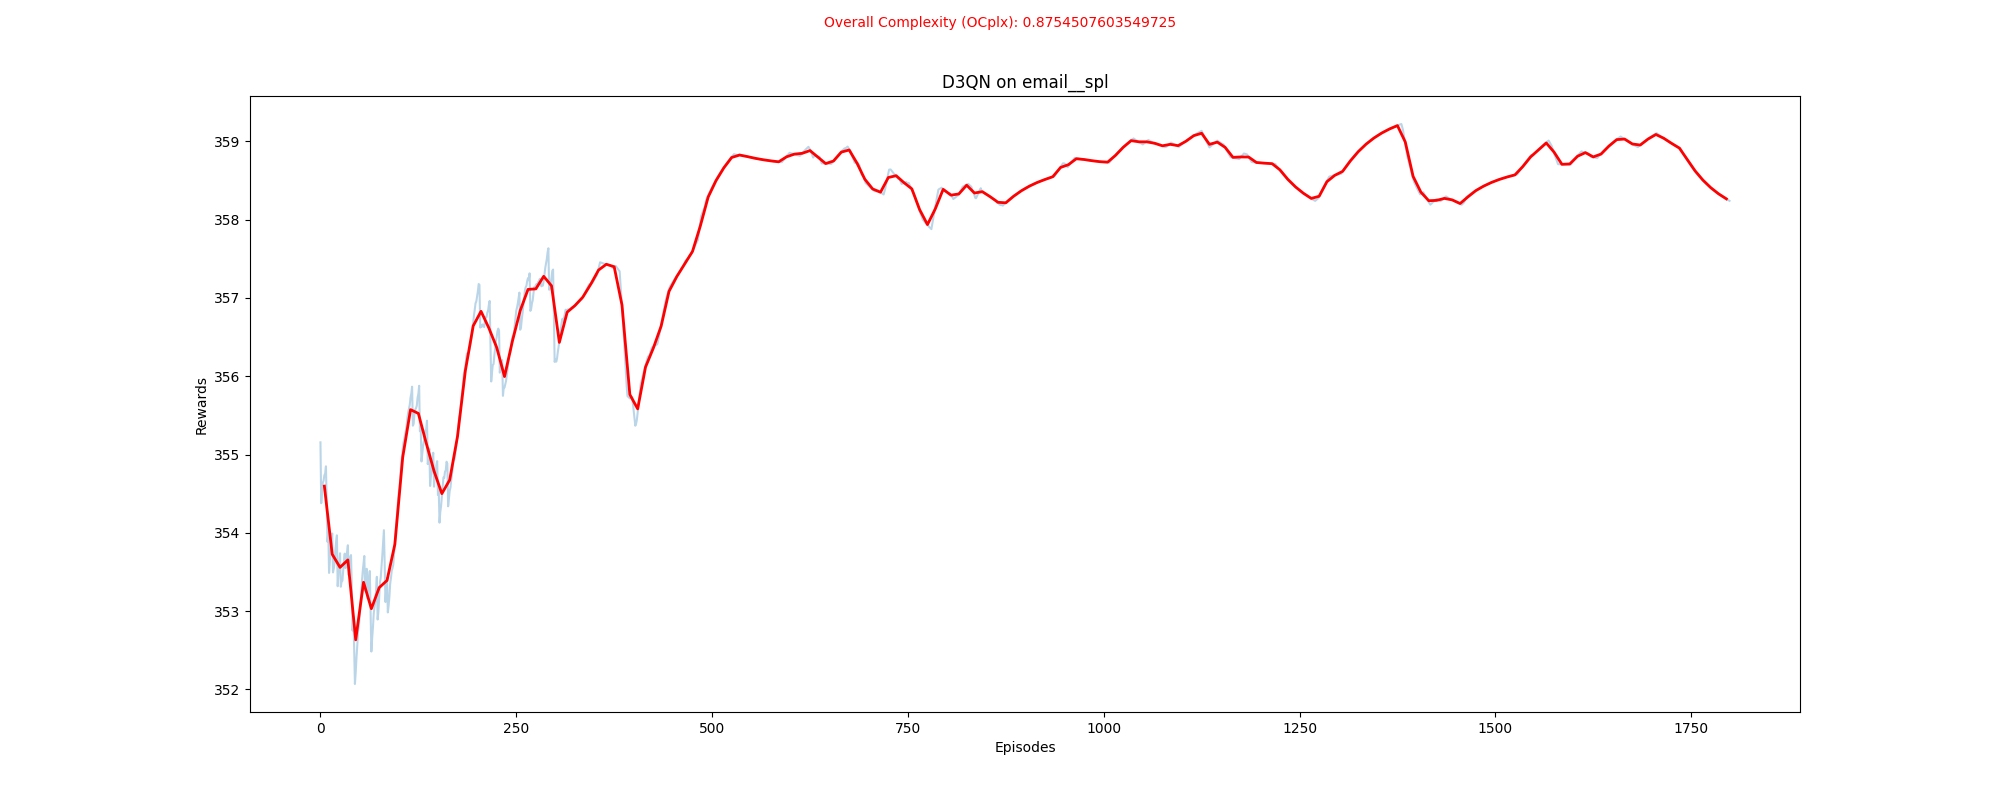 Overall Complexity (OCplx): 0.8754507603549725
D3QN on email__spl
359
358
357
356
355
354
353
352
Rewards
0 250 500 750 1000 1250 1500 1750
Episodes